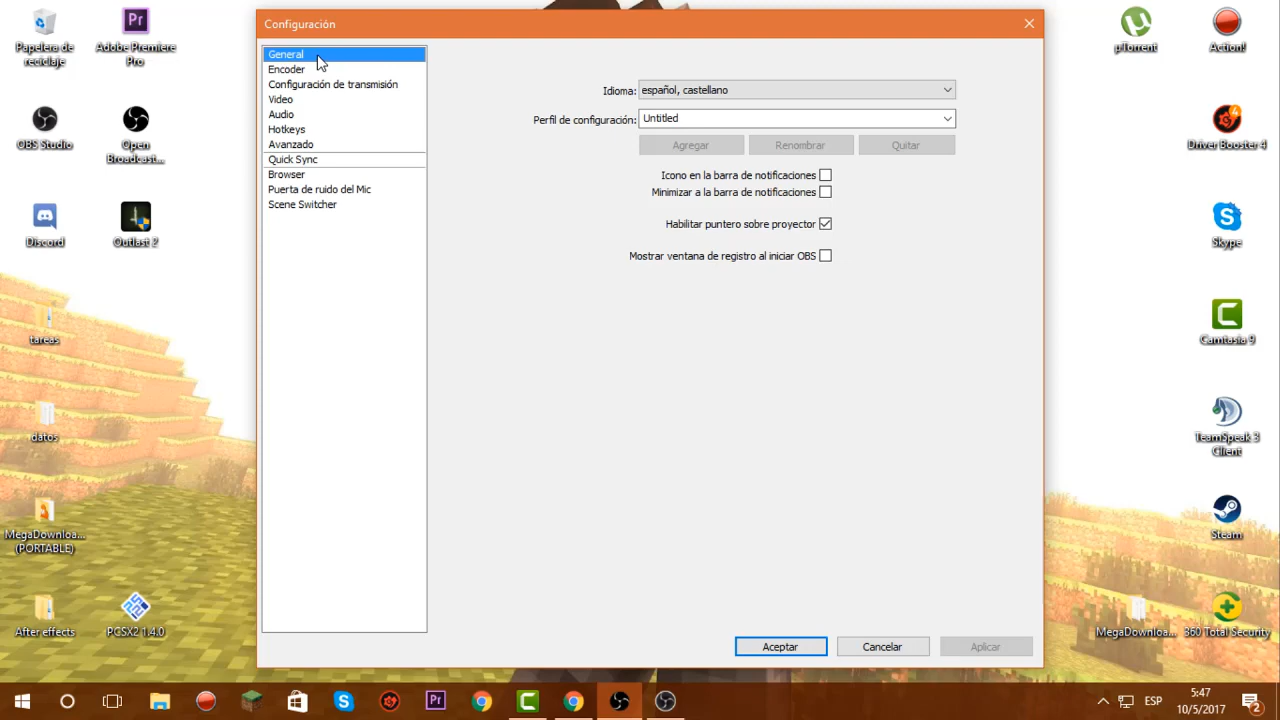 Configuración
General
Encoder
Configuración de transmisión
Video
Audio
Hotkeys
Avanzado
Quick Sync
Browser
Puerta de ruido del Mic
Scene Switcher
Idioma: español, castellano
Perfil de configuración: Untitled
Agregar Renombrar Quitar
Icono en la barra de notificaciones
Minimizar a la barra de notificaciones
Habilitar puntero sobre proyector
Mostrar ventana de registro al iniciar OBS
Aceptar Cancelar Aplicar
Papelera de
reciclaje
Adobe Premiere
Pro
OBS Studio
Open
Broadcast...
Discord
Outlast 2
tareas
datos
MegaDownloa...
(PORTABLE)
After effects
PCSX2 1.4.0
µTorrent
Action!
Driver Booster 4
Skype
Camtasia 9
TeamSpeak 3
Client
Steam
MegaDownloa...
360 Total Security
ESP
5:47
10/5/2017
2